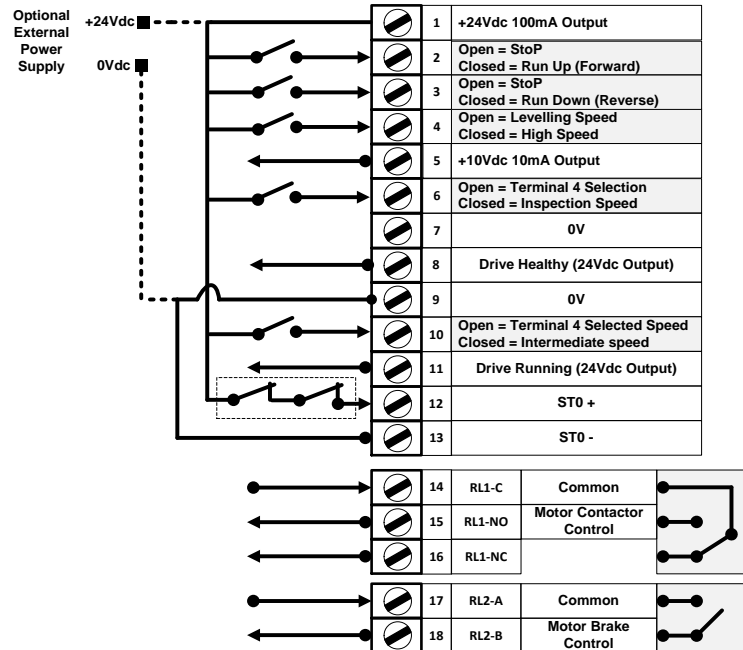 Optional
External
Power
Supply
+24Vdc
0Vdc
1 +24Vdc 100mA Output
2 Open = StoP
Closed = Run Up (Forward)
3 Open = StoP
Closed = Run Down (Reverse)
4 Open = Levelling Speed
Closed = High Speed
5 +10Vdc 10mA Output
6 Open = Terminal 4 Selection
Closed = Inspection Speed
7 0V
8 Drive Healthy (24Vdc Output)
9 0V
10 Open = Terminal 4 Selected Speed
Closed = Intermediate speed
11 Drive Running (24Vdc Output)
12 ST0 +
13 ST0 -
14 RL1-C Common
15 RL1-NO Motor Contactor
Control
16 RL1-NC
17 RL2-A Common
18 RL2-B Motor Brake
Control